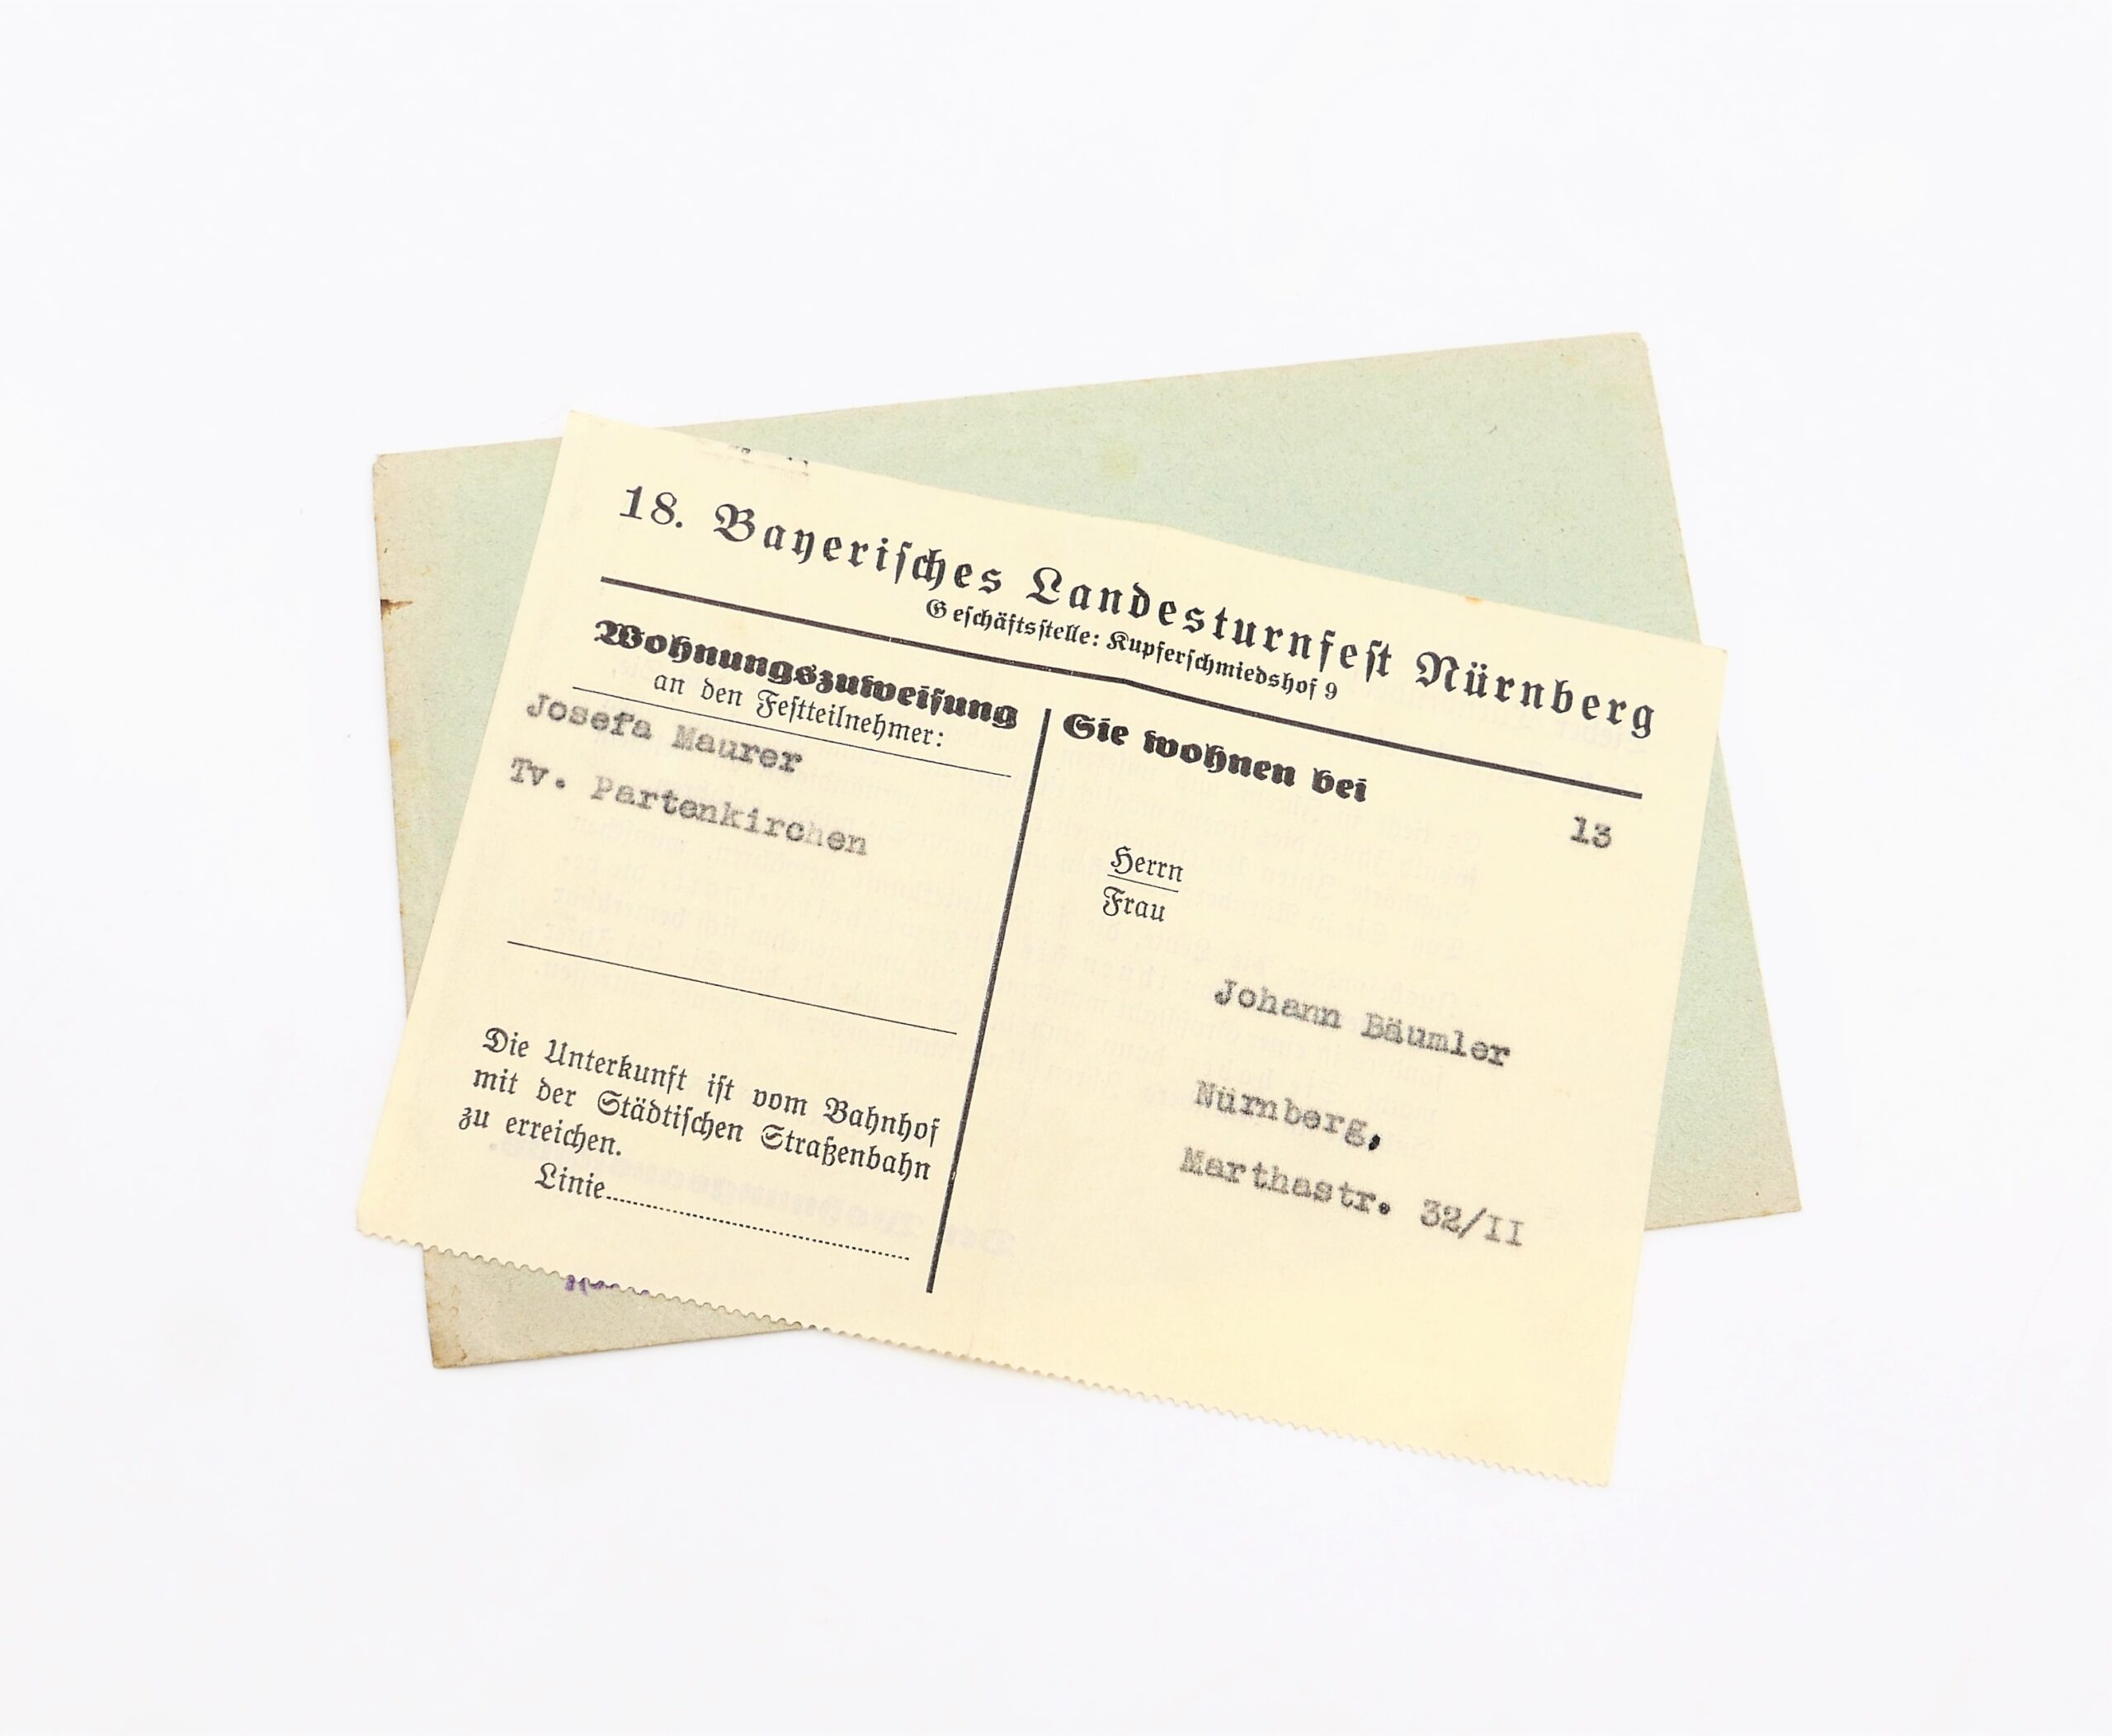 18. Bayerisches Landesturnfest Nürnberg
Geschäftsstelle: Kupferschmiedshof 9
Wohnungszuweisung
an den Festteilnehmer:
Josefa Maurer
Tv. Partenkirchen
Die Unterkunft ist vom Bahnhof
mit der Städtischen Straßenbahn
zu erreichen.
Linie
Sie wohnen bei
13
Herrn
Frau
Johann Bäumler
Nürnberg,
Marthastr. 32/II